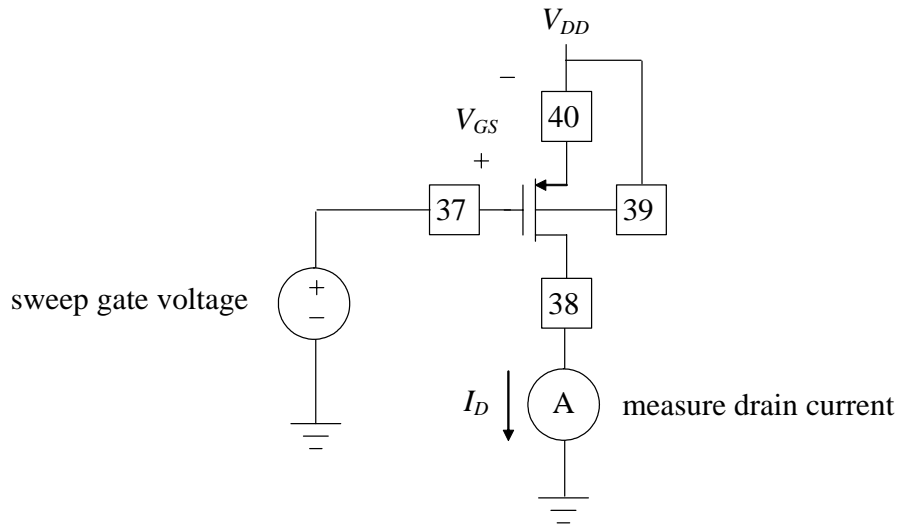 V_DD
−
40
V_GS
+
37
39
sweep gate voltage
+
−
38
I_D
A
measure drain current